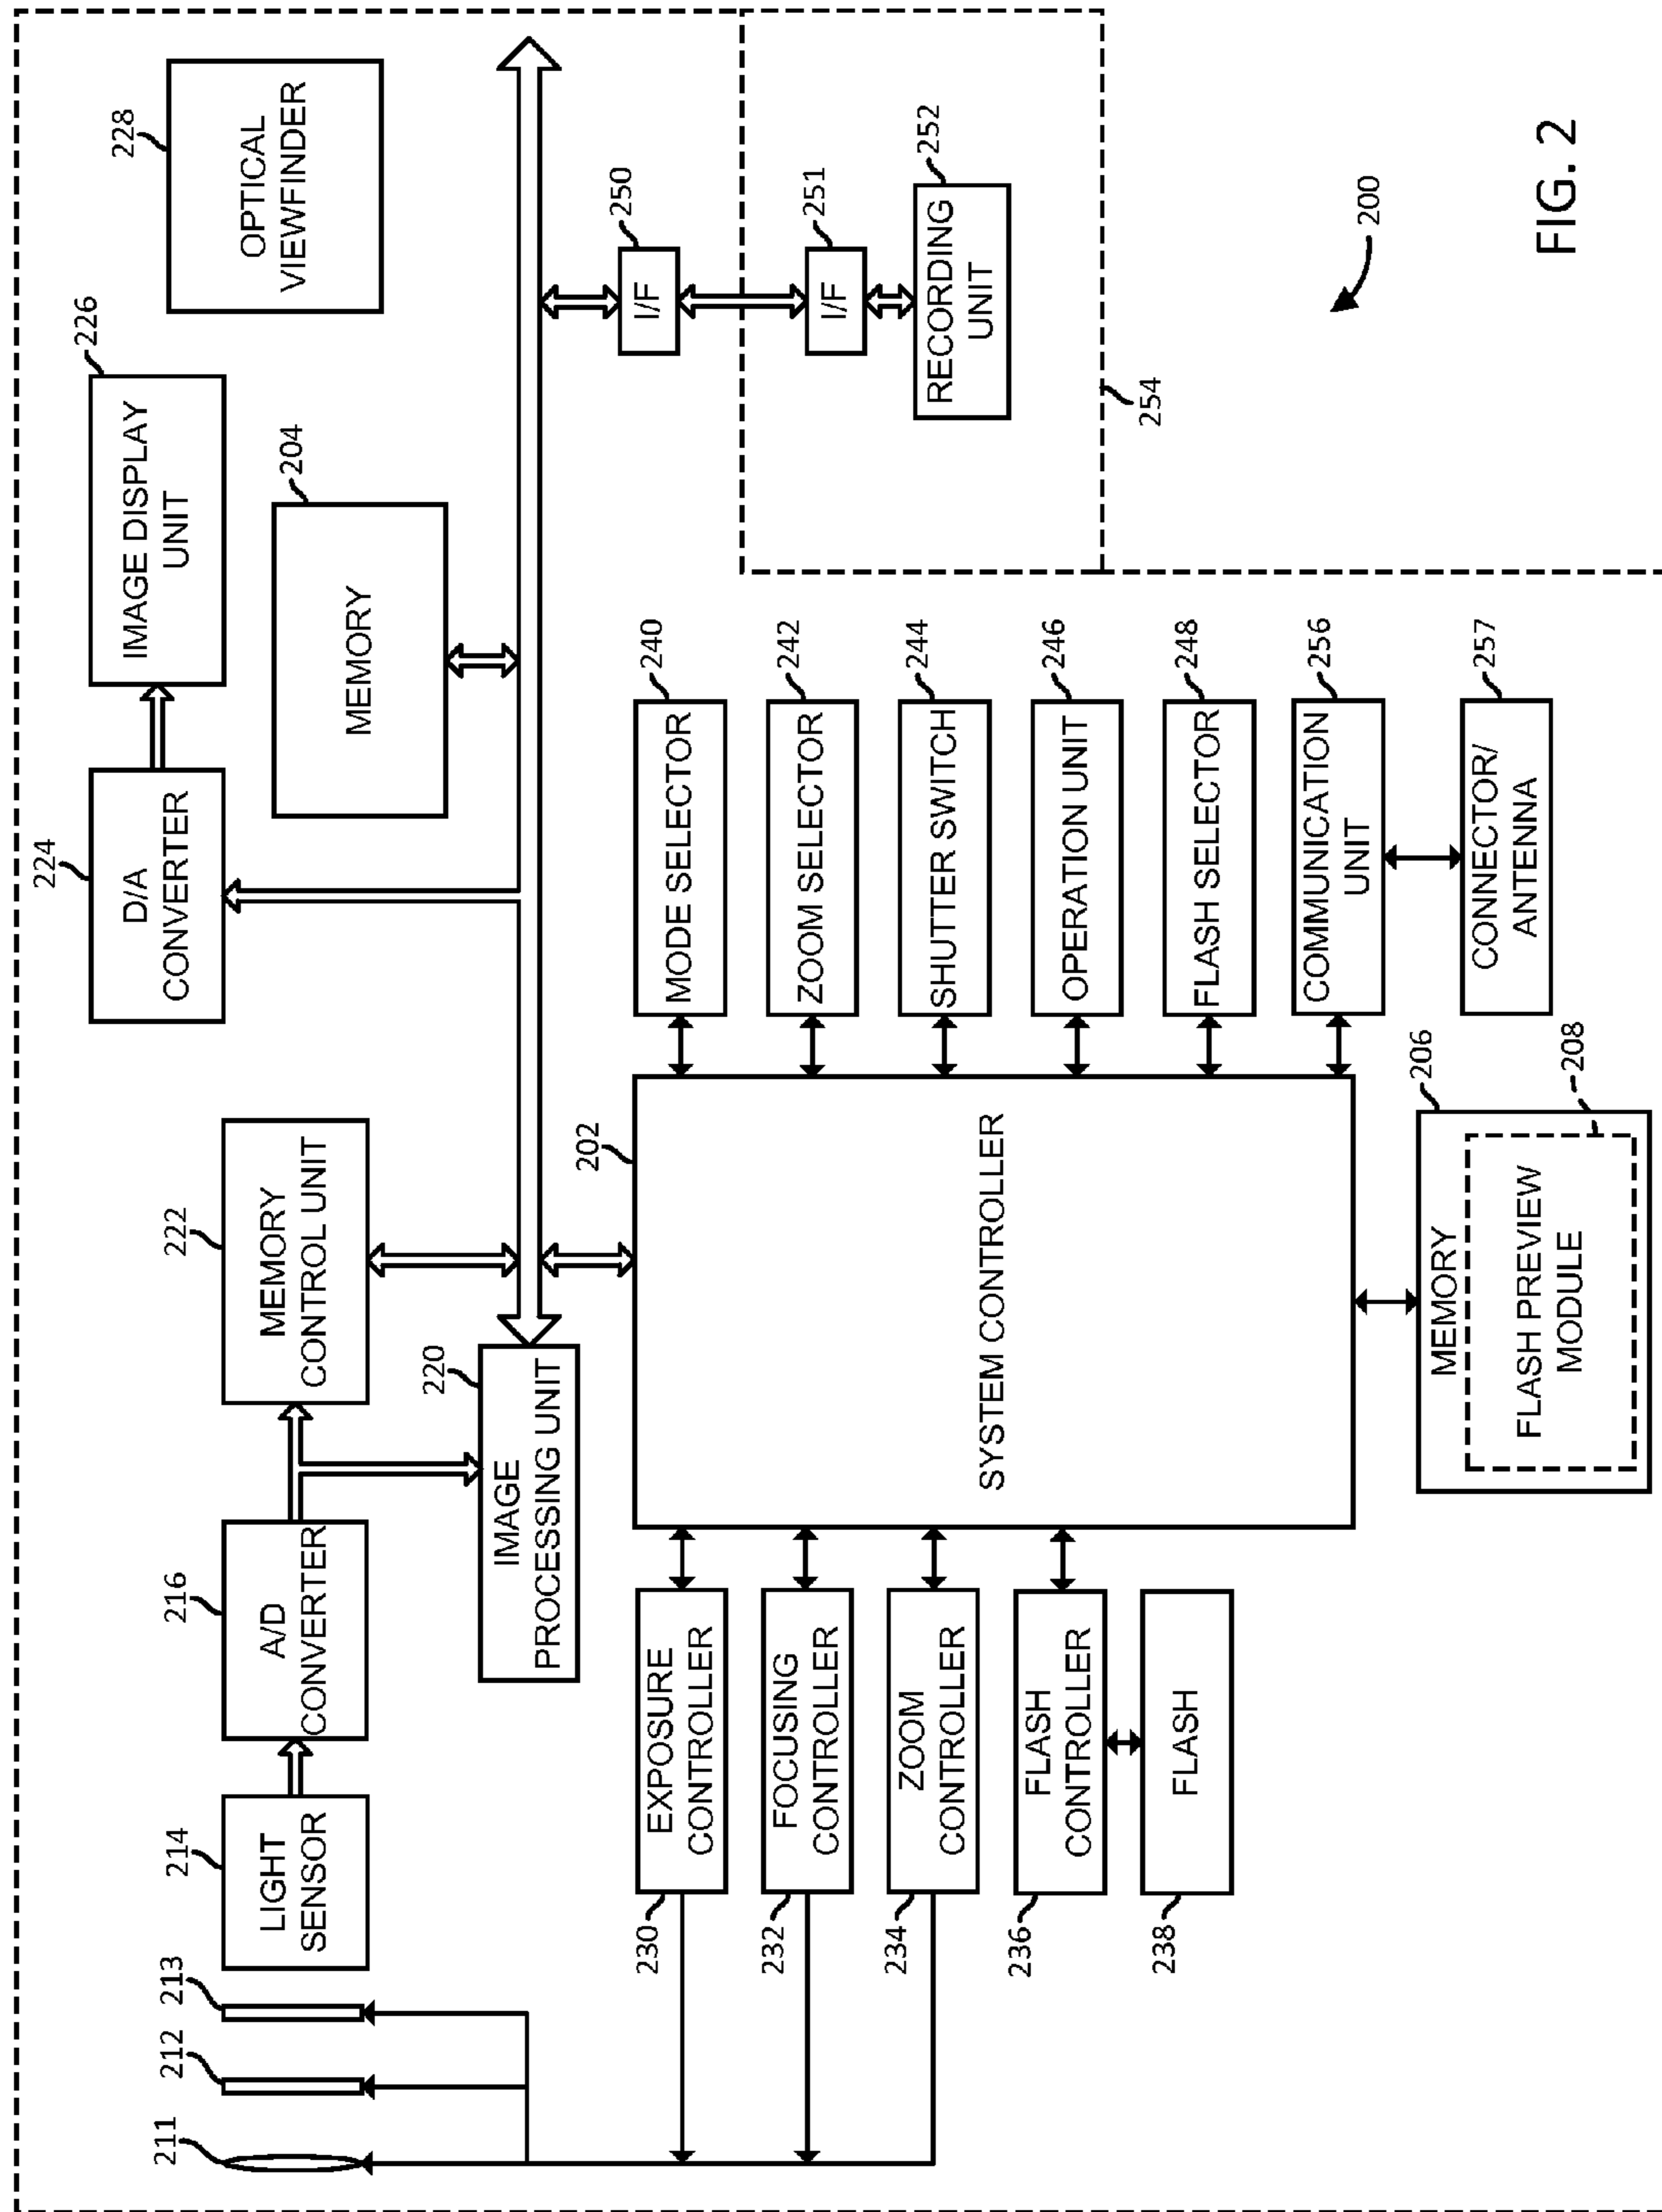 211
212
213
214
LIGHT
SENSOR
216
A/D
CONVERTER
222
MEMORY
CONTROL UNIT
224
D/A
CONVERTER
226
IMAGE DISPLAY
UNIT
228
OPTICAL
VIEWFINDER
204
MEMORY
220
IMAGE
PROCESSING UNIT
202
SYSTEM CONTROLLER
230
EXPOSURE
CONTROLLER
232
FOCUSING
CONTROLLER
234
ZOOM
CONTROLLER
236
FLASH
CONTROLLER
238
FLASH
240
MODE SELECTOR
242
ZOOM SELECTOR
244
SHUTTER SWITCH
246
OPERATION UNIT
248
FLASH SELECTOR
256
COMMUNICATION
UNIT
257
CONNECTOR/
ANTENNA
206
MEMORY
208
FLASH PREVIEW
MODULE
250
I/F
251
I/F
252
RECORDING
UNIT
254
200
FIG. 2